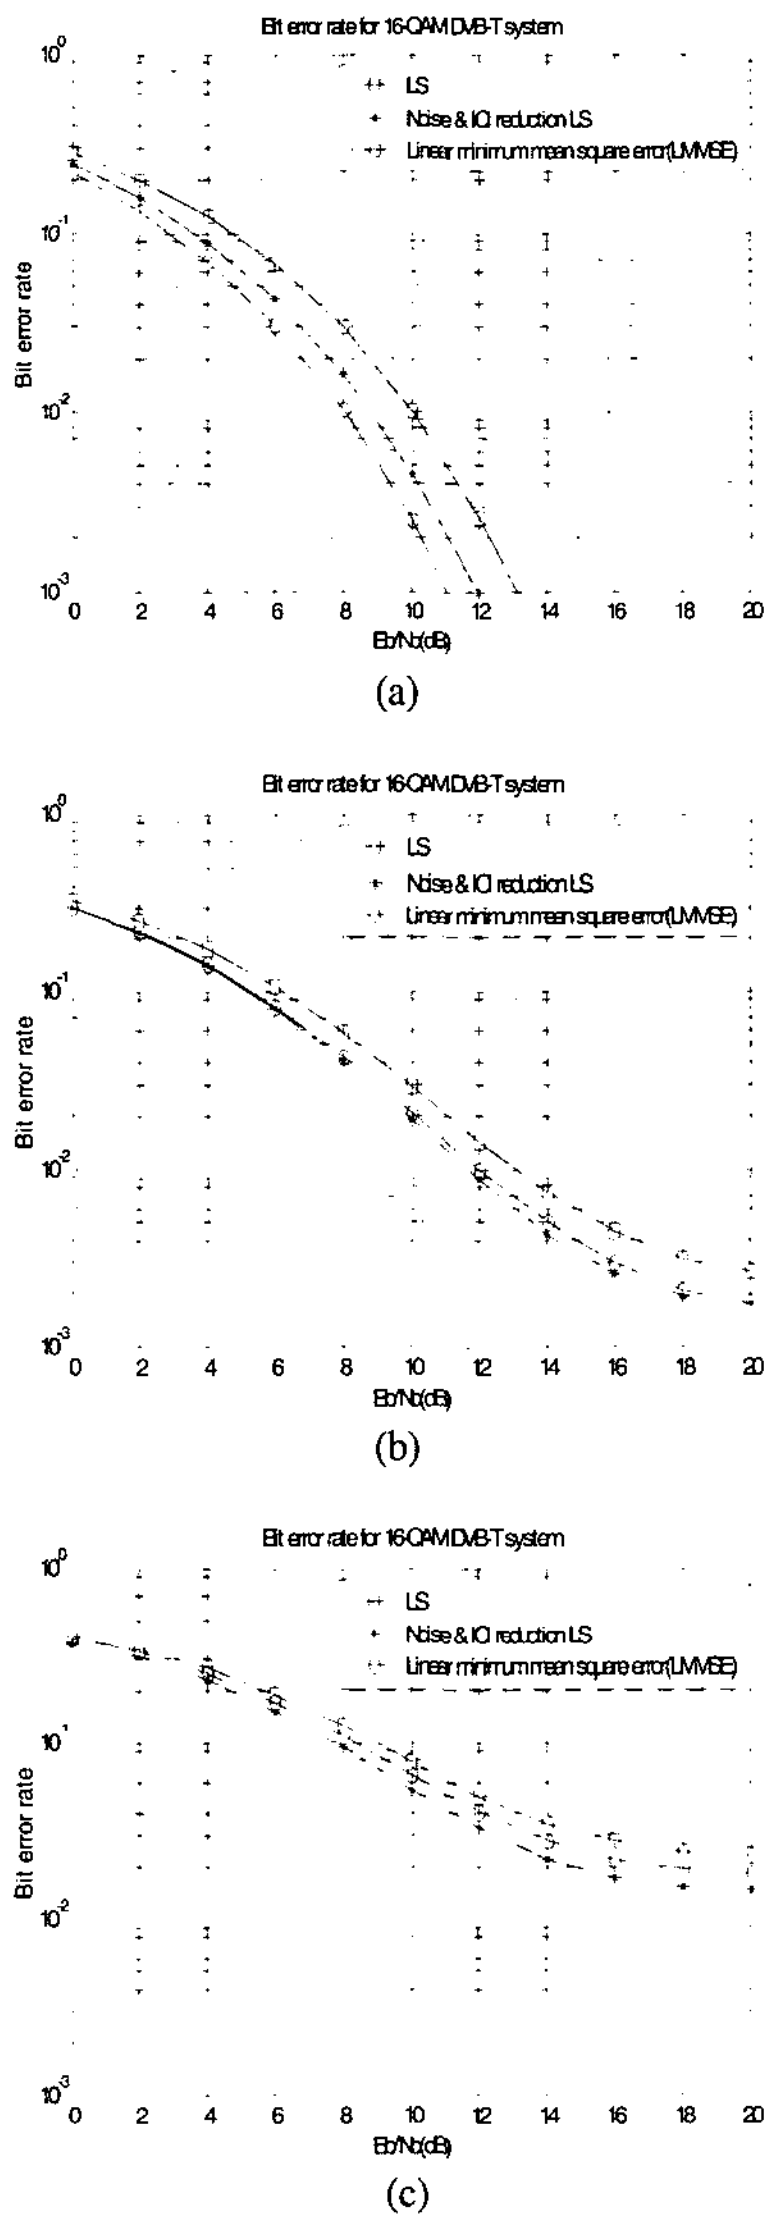 Bit error rate for 16-QAM DVB-T system
10^0
LS
Noise & ICI reduction LS
Linear minimum mean square error(LMMSE)
10^-1
Bit error rate
10^-2
10^-3
0 2 4 6 8 10 12 14 16 18 20
Eb/No(dB)
(a)
Bit error rate for 16-QAM DVB-T system
10^0
LS
Noise & ICI reduction LS
Linear minimum mean square error(LMMSE)
10^-1
Bit error rate
10^-2
10^-3
0 2 4 6 8 10 12 14 16 18 20
Eb/No(dB)
(b)
Bit error rate for 16-QAM DVB-T system
10^0
LS
Noise & ICI reduction LS
Linear minimum mean square error(LMMSE)
10^-1
Bit error rate
10^-2
10^-3
0 2 4 6 8 10 12 14 16 18 20
Eb/No(dB)
(c)